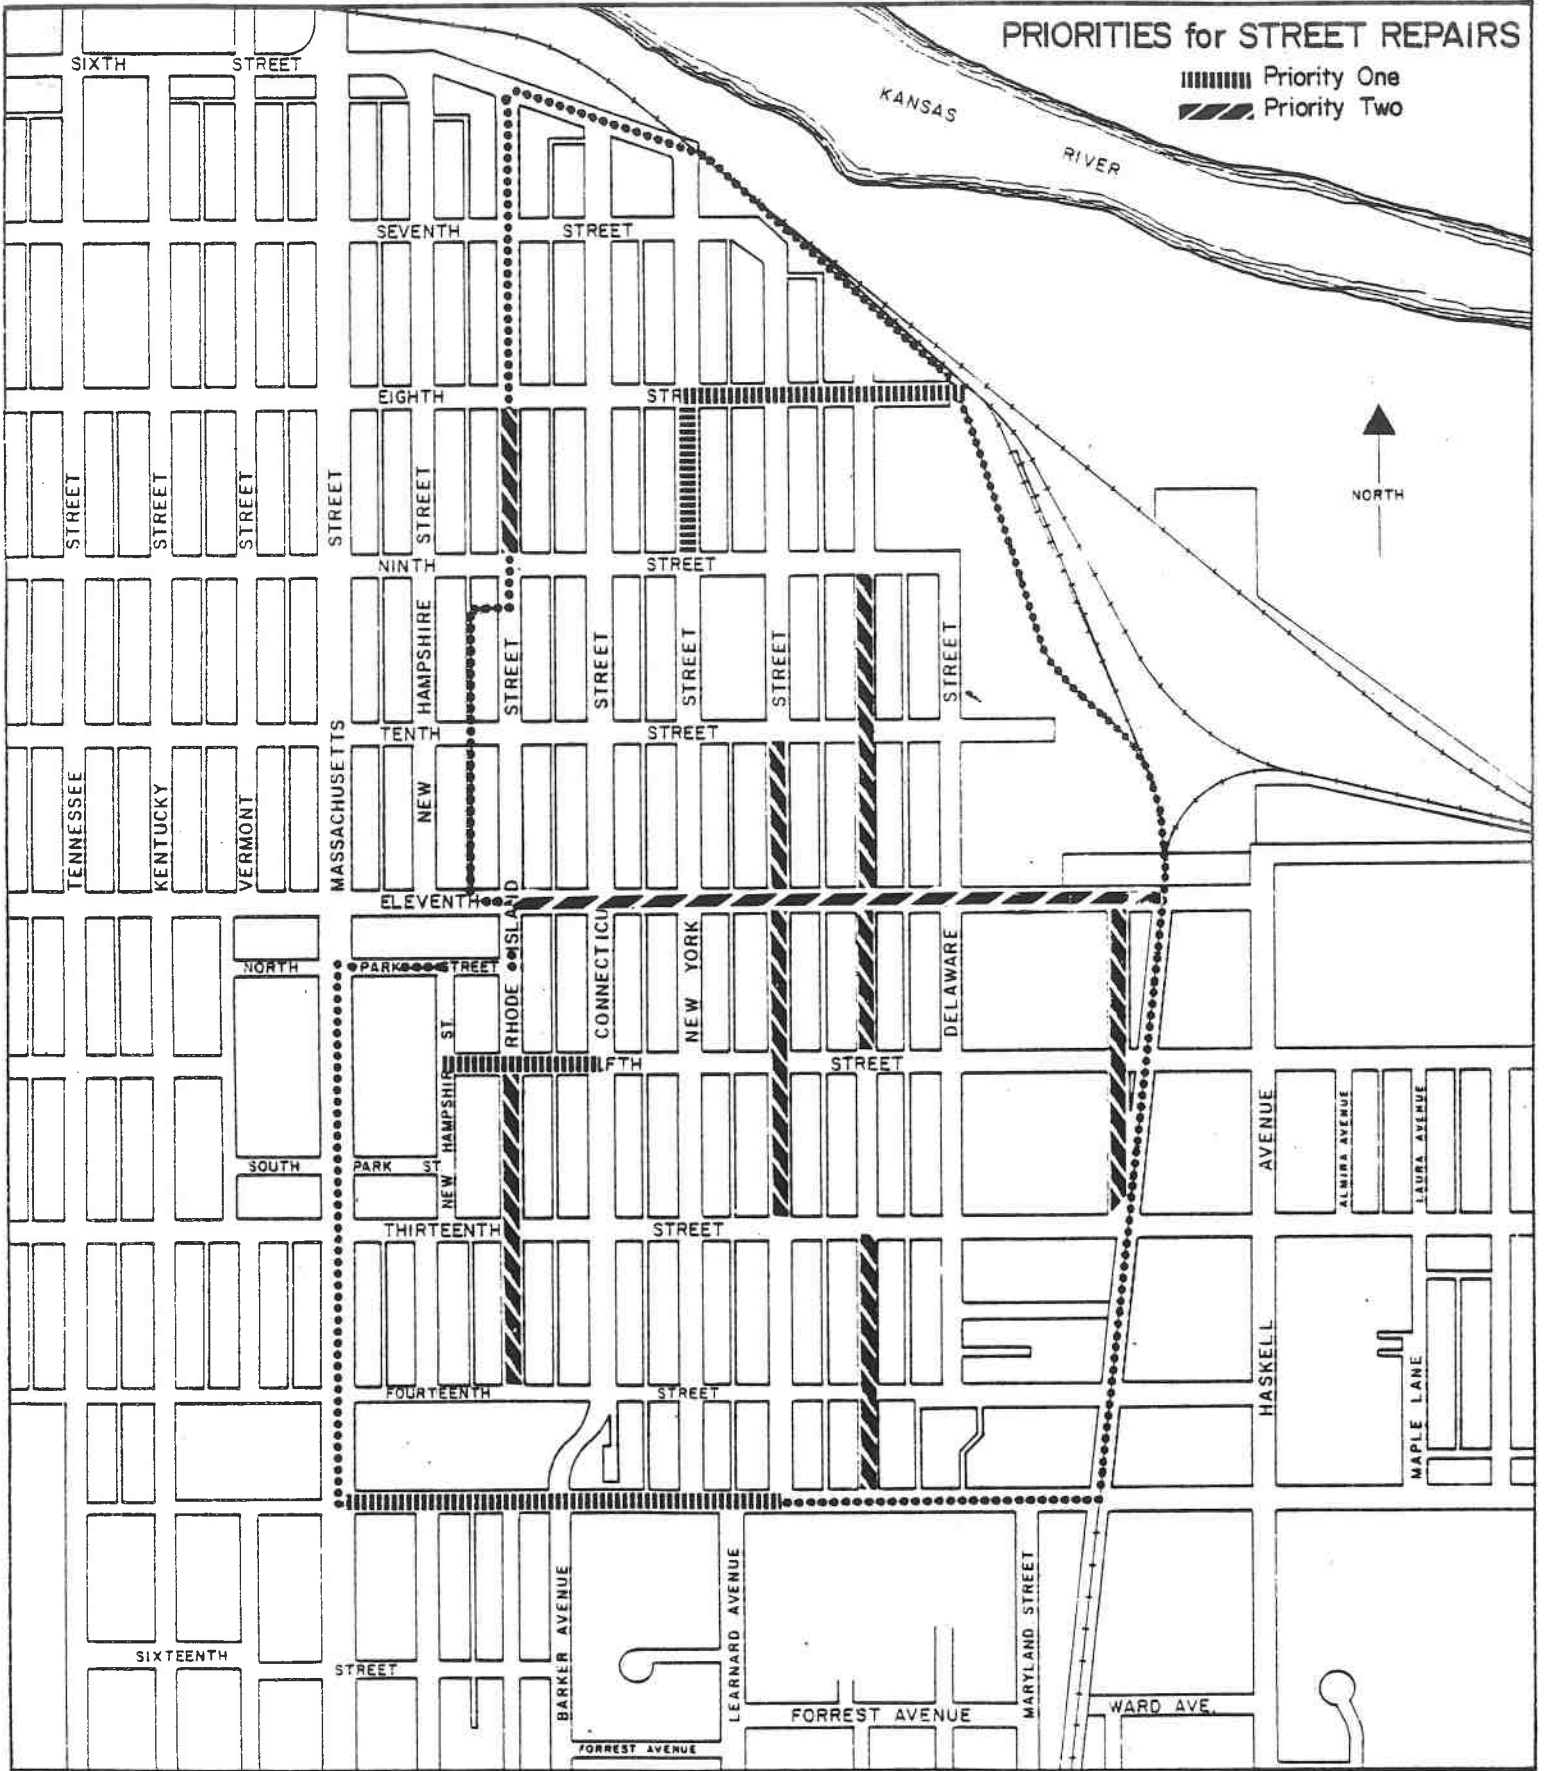 PRIORITIES for STREET REPAIRS
Priority One
Priority Two
SIXTH STREET
KANSAS
RIVER
SEVENTH STREET
EIGHTH STR
NORTH
STREET
STREET
STREET
STREET
STREET
NINTH STREET
NEW HAMPSHIRE
STREET
STREET
STREET
STREET
STREET
TENTH STREET
TENNESSEE
KENTUCKY
VERMONT
MASSACHUSETTS
ELEVENTH
RHODE ISLAND
CONNECTICU
NEW YORK
DELAWARE
NORTH PARK STREET
NEW HAMPSHIR ST.
FTH STREET
SOUTH PARK ST
AVENUE
ALMIRA AVENUE
LAURA AVENUE
THIRTEENTH STREET
HASKELL
MAPLE LANE
FOURTEENTH STREET
BARKER AVENUE
LEARNARD AVENUE
MARYLAND STREET
SIXTEENTH STREET
FORREST AVENUE
WARD AVE.
FORREST AVENUE